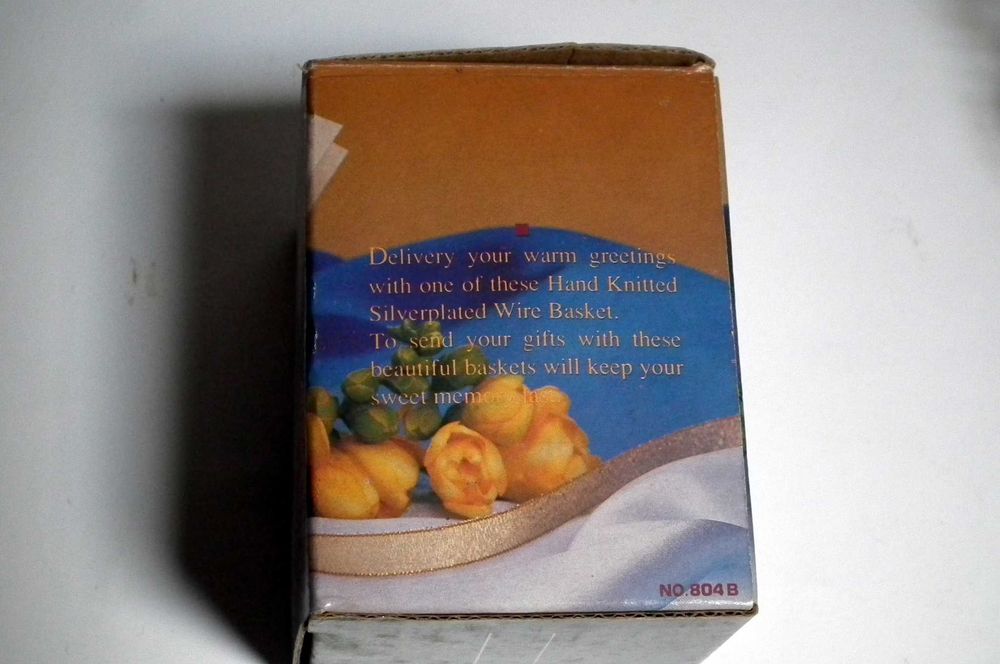 Delivery your warm greetings
with one of these Hand Knitted
Silverplated Wire Basket.
To send your gifts with these
beautiful baskets will keep your
sweet
NO.804B